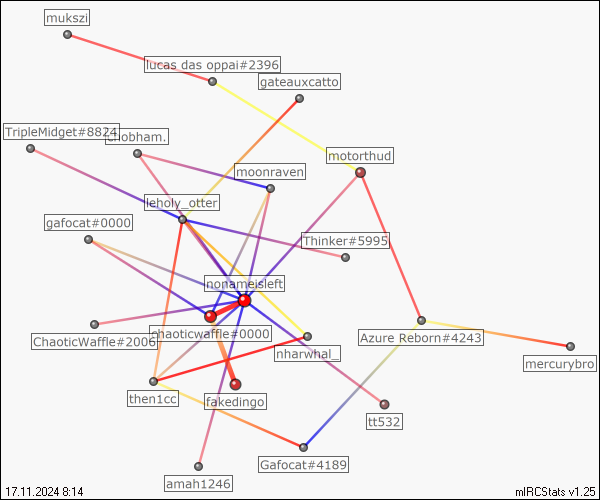 mukszi
lucas das oppai#2396
gateauxcatto
TripleMidget#8824
chobham.
motorthud
moonraven
leholy_otter
gafocat#0000
Thinker#5995
nonameisleft
chaoticwaffle#0000
ChaoticWaffle#2006
Azure Reborn#4243
nharwhal_
mercurybro
then1cc
fakedingo
tt532
Gafocat#4189
amah1246
17.11.2024 8:14
mIRCStats v1.25